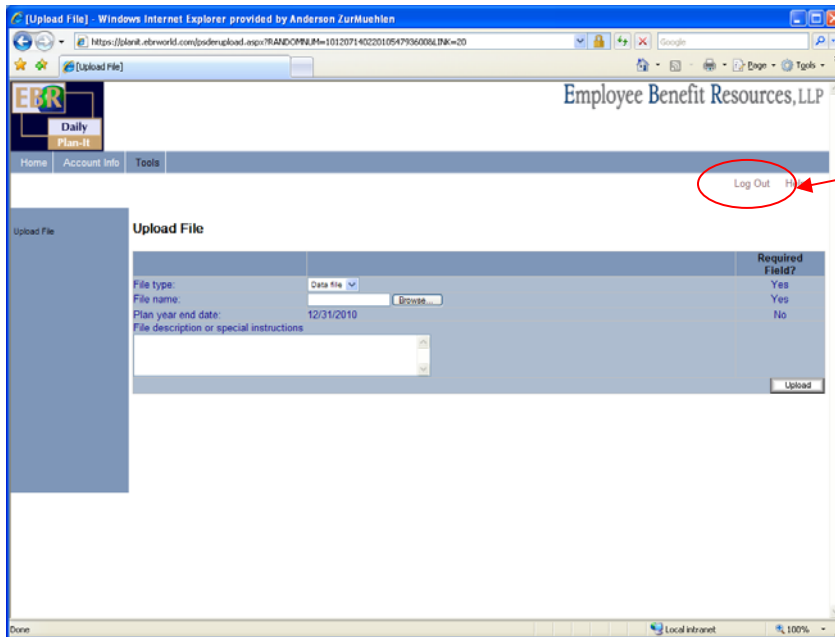 [Upload File] - Windows Internet Explorer provided by Anderson ZurMuehlen
https://planit.ebrworld.com/psderupload.aspx?RANDOMNUM=10120714022010547936008LINK=20
Google
[Upload File]
Page
Tools
EBR
Daily
Plan-It
Employee Benefit Resources, LLP
Home
Account Info
Tools
Log Out
Upload File
Upload File
Required Field?
File type:
Data file
Yes
File name:
Browse...
Yes
Plan year end date:
12/31/2010
No
File description or special instructions
Upload
Done
Local intranet
100%